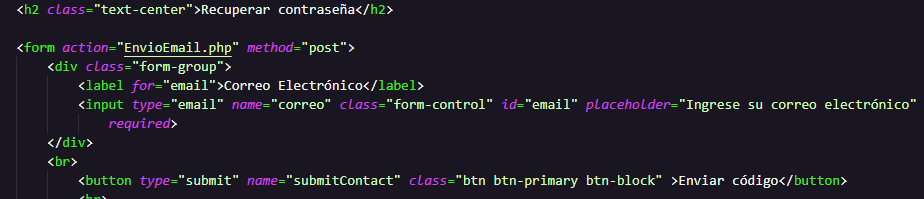 <h2 class="text-center">Recuperar contraseña</h2>
<form action="EnvioEmail.php" method="post">
<div class="form-group">
<label for="email">Correo Electrónico</label>
<input type="email" name="correo" class="form-control" id="email" placeholder="Ingrese su correo electrónico"
required>
</div>
<br>
<button type="submit" name="submitContact" class="btn btn-primary btn-block" >Enviar código</button>
<br>